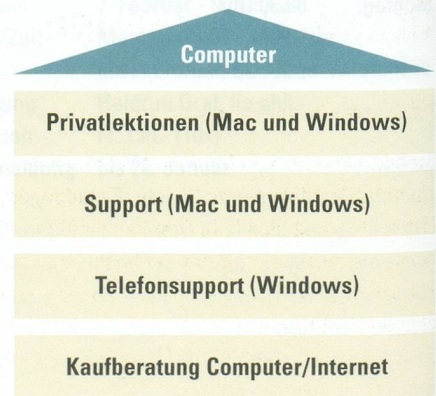 Computer
Privatlektionen (Mac und Windows)
Support (Mac und Windows)
Telefonsupport (Windows)
Kaufberatung Computer/Internet